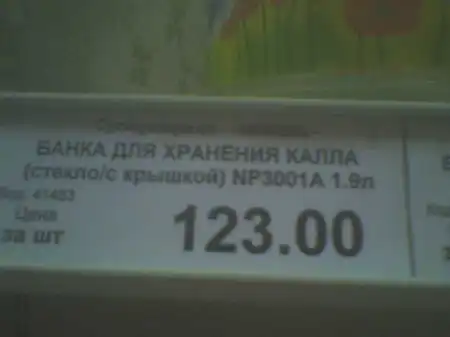 БАНКА ДЛЯ ХРАНЕНИЯ КАЛЛА
(стекло/с крышкой) NP3001A 1.9л
Код: 41483
Цена
за шт
123.00